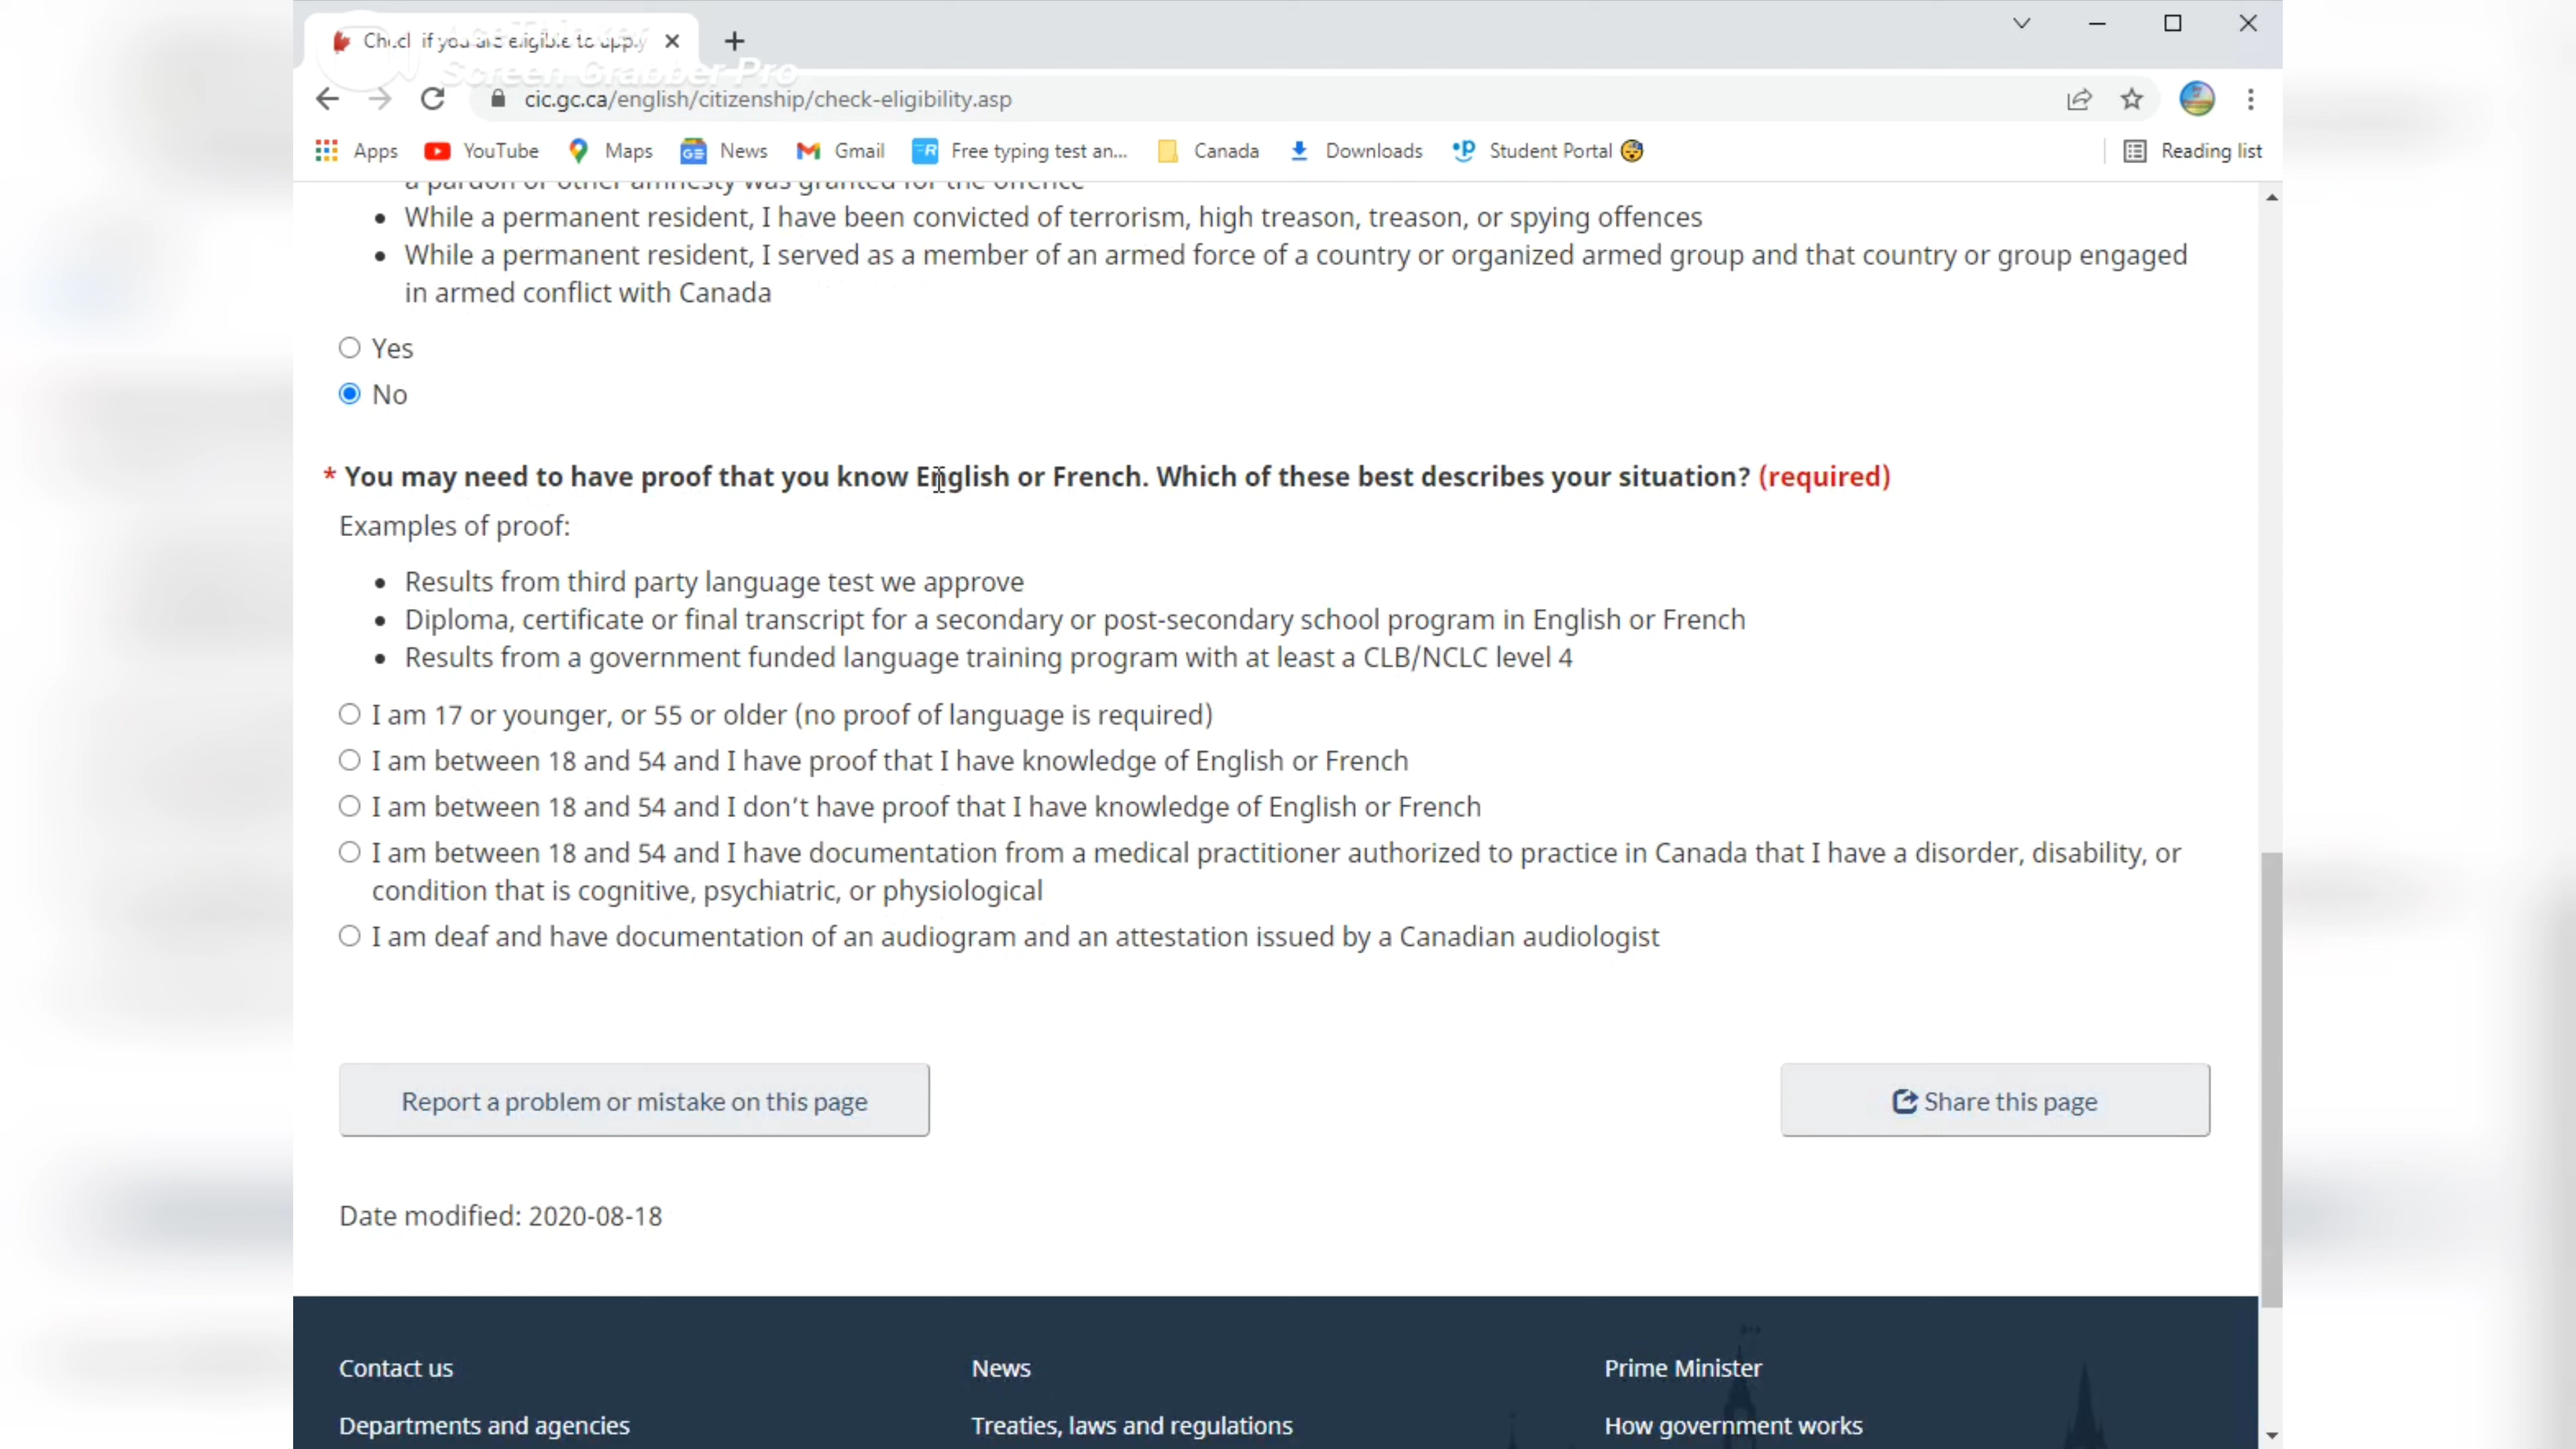 Screen Grabber Pro
cic.gc.ca/english/citizenship/check-eligibility.asp
Apps YouTube Maps News Gmail Free typing test an... Canada Downloads Student Portal Reading list
a pardon or other amnesty was granted for the offence
While a permanent resident, I have been convicted of terrorism, high treason, treason, or spying offences
While a permanent resident, I served as a member of an armed force of a country or organized armed group and that country or group engaged
in armed conflict with Canada
Yes
No
* You may need to have proof that you know English or French. Which of these best describes your situation? (required)
Examples of proof:
Results from third party language test we approve
Diploma, certificate or final transcript for a secondary or post-secondary school program in English or French
Results from a government funded language training program with at least a CLB/NCLC level 4
I am 17 or younger, or 55 or older (no proof of language is required)
I am between 18 and 54 and I have proof that I have knowledge of English or French
I am between 18 and 54 and I don't have proof that I have knowledge of English or French
I am between 18 and 54 and I have documentation from a medical practitioner authorized to practice in Canada that I have a disorder, disability, or
condition that is cognitive, psychiatric, or physiological
I am deaf and have documentation of an audiogram and an attestation issued by a Canadian audiologist
Report a problem or mistake on this page Share this page
Date modified: 2020-08-18
Contact us News Prime Minister
Departments and agencies Treaties, laws and regulations How government works